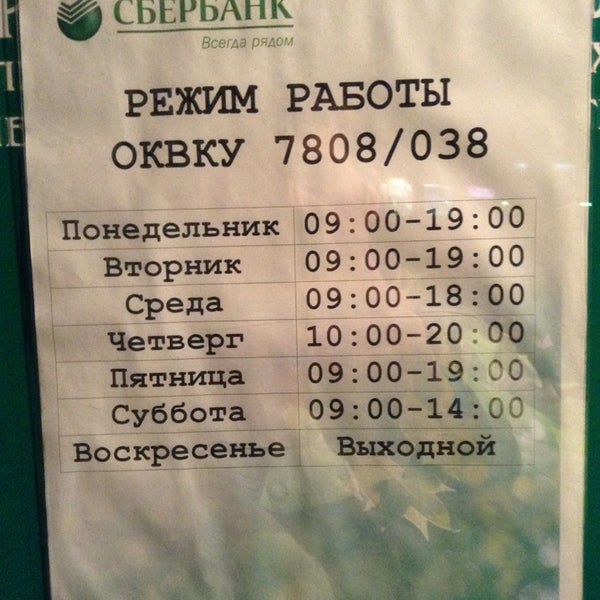 СБЕРБАНК
Всегда рядом
РЕЖИМ РАБОТЫ
ОКВКУ 7808/038
Понедельник 09:00-19:00
Вторник 09:00-19:00
Среда 09:00-18:00
Четверг 10:00-20:00
Пятница 09:00-19:00
Суббота 09:00-14:00
Воскресенье Выходной